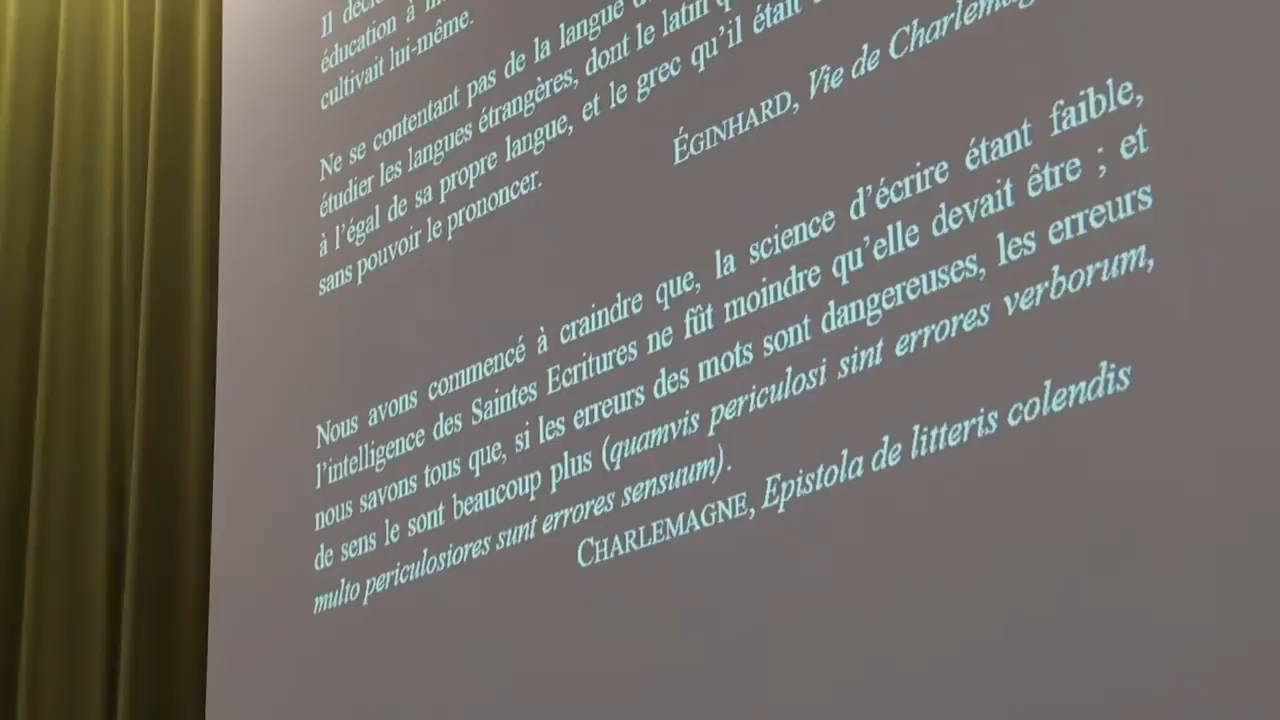 Il
éducation à
cultivait lui-même.
Ne se contentant pas de la langue
étudier les langues étrangères, dont le latin
à l’égal de sa propre langue, et le grec qu’il était
sans pouvoir le prononcer.
ÉGINHARD, Vie de
Nous avons commencé à craindre que, la science d’écrire étant faible,
l’intelligence des Saintes Ecritures ne fût moindre qu’elle devait être ; et
nous savons tous que, si les erreurs des mots sont dangereuses, les erreurs
de sens le sont beaucoup plus (quamvis periculosi sint errores verborum,
multo periculosiores sunt errores sensuum).
CHARLEMAGNE, Epistola de litteris colendis